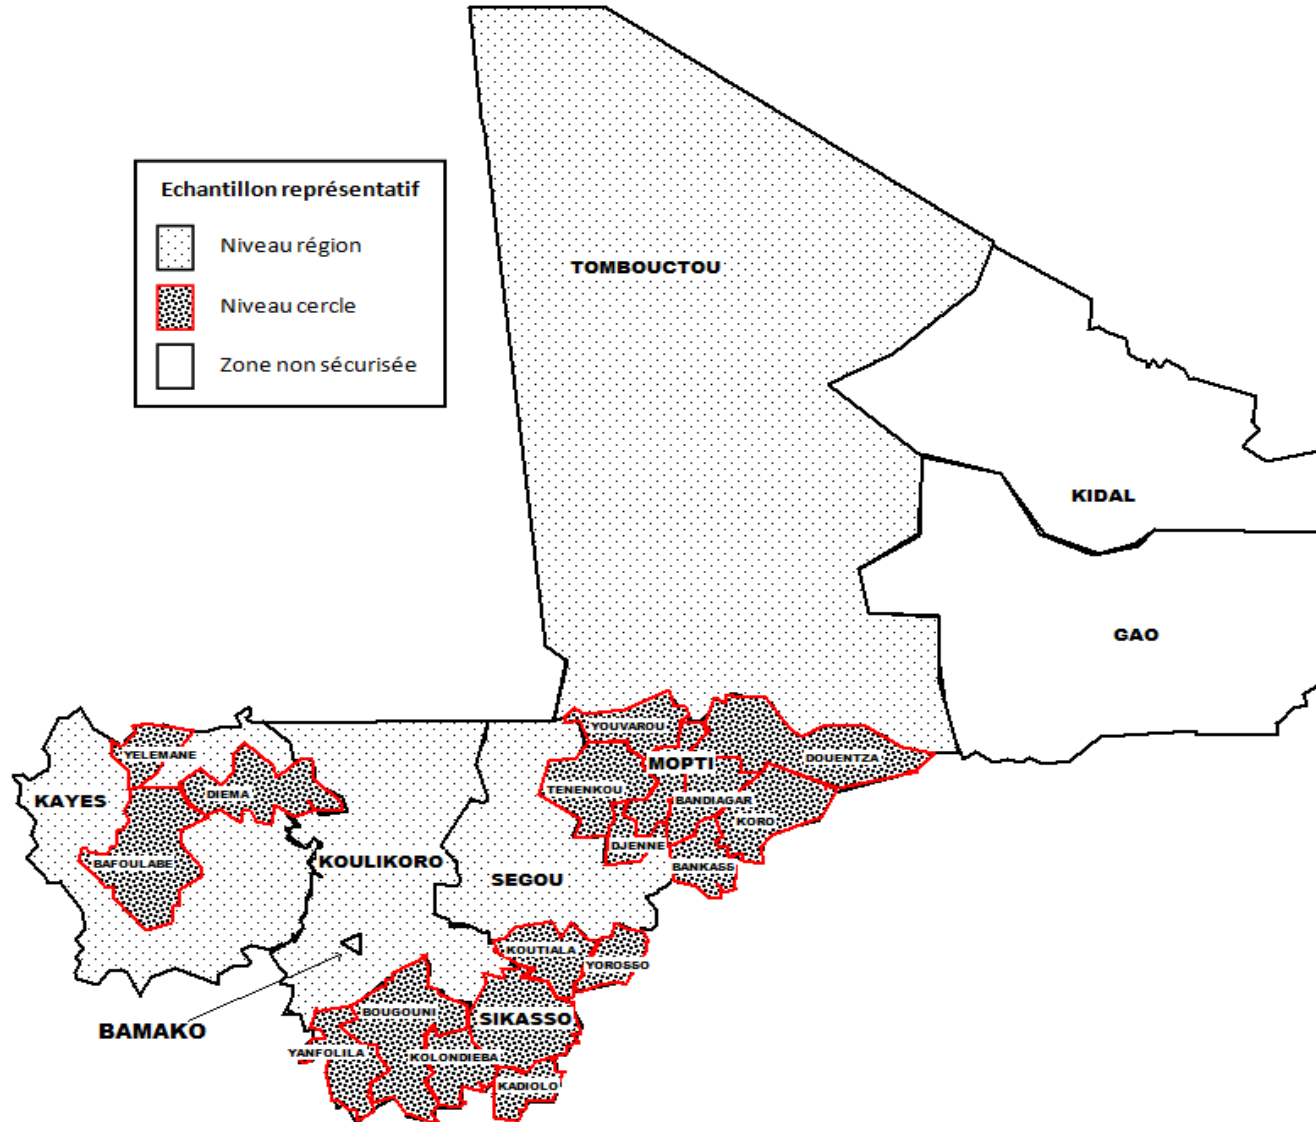 Echantillon représentatif
Niveau région
Niveau cercle
Zone non sécurisée
TOMBOUCTOU
KIDAL
GAO
YOUVAROU
YELEMANE
MOPTI
DOUENTZA
TENENKOU
DIEMA
KAYES
BANDIAGAR
KORO
DJENNE
KOULIKORO
BAFOULABE
BANKASS
SEGOU
KOUTIALA
YOROSSO
BOUGOUNI
SIKASSO
BAMAKO
YANFOLILA
KOLONDIEBA
KADIOLO